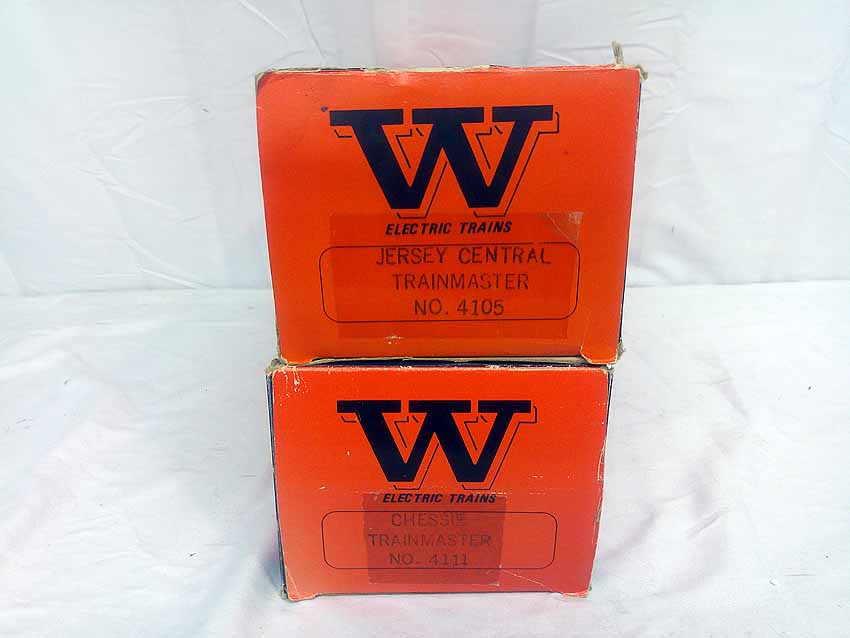 W
ELECTRIC TRAINS
JERSEY CENTRAL
TRAINMASTER
NO. 4105
W
ELECTRIC TRAINS
CHESSIE
TRAINMASTER
NO. 4111